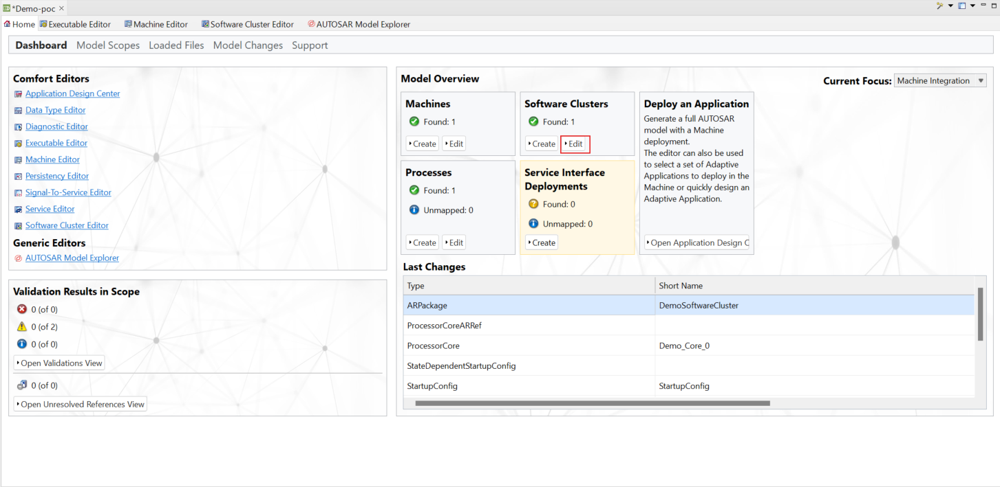 *Demo-poc
Home Executable Editor Machine Editor Software Cluster Editor AUTOSAR Model Explorer
Dashboard Model Scopes Loaded Files Model Changes Support
Comfort Editors
Application Design Center
Data Type Editor
Diagnostic Editor
Executable Editor
Machine Editor
Persistency Editor
Signal-To-Service Editor
Service Editor
Software Cluster Editor
Generic Editors
AUTOSAR Model Explorer
Validation Results in Scope
0 (of 0)
0 (of 2)
0 (of 0)
Open Validations View
0 (of 0)
Open Unresolved References View
Model Overview
Current Focus: Machine Integration
Machines
Found: 1
Create Edit
Software Clusters
Found: 1
Create Edit
Deploy an Application
Generate a full AUTOSAR
model with a Machine
deployment.
The editor can also be used
to select a set of Adaptive
Applications to deploy in the
Machine or quickly design an
Adaptive Application.
Open Application Design C
Processes
Found: 1
Unmapped: 0
Create Edit
Service Interface
Deployments
Found: 0
Unmapped: 0
Create
Last Changes
Type Short Name
ARPackage DemoSoftwareCluster
ProcessorCoreARRef
ProcessorCore Demo_Core_0
StateDependentStartupConfig
StartupConfig StartupConfig